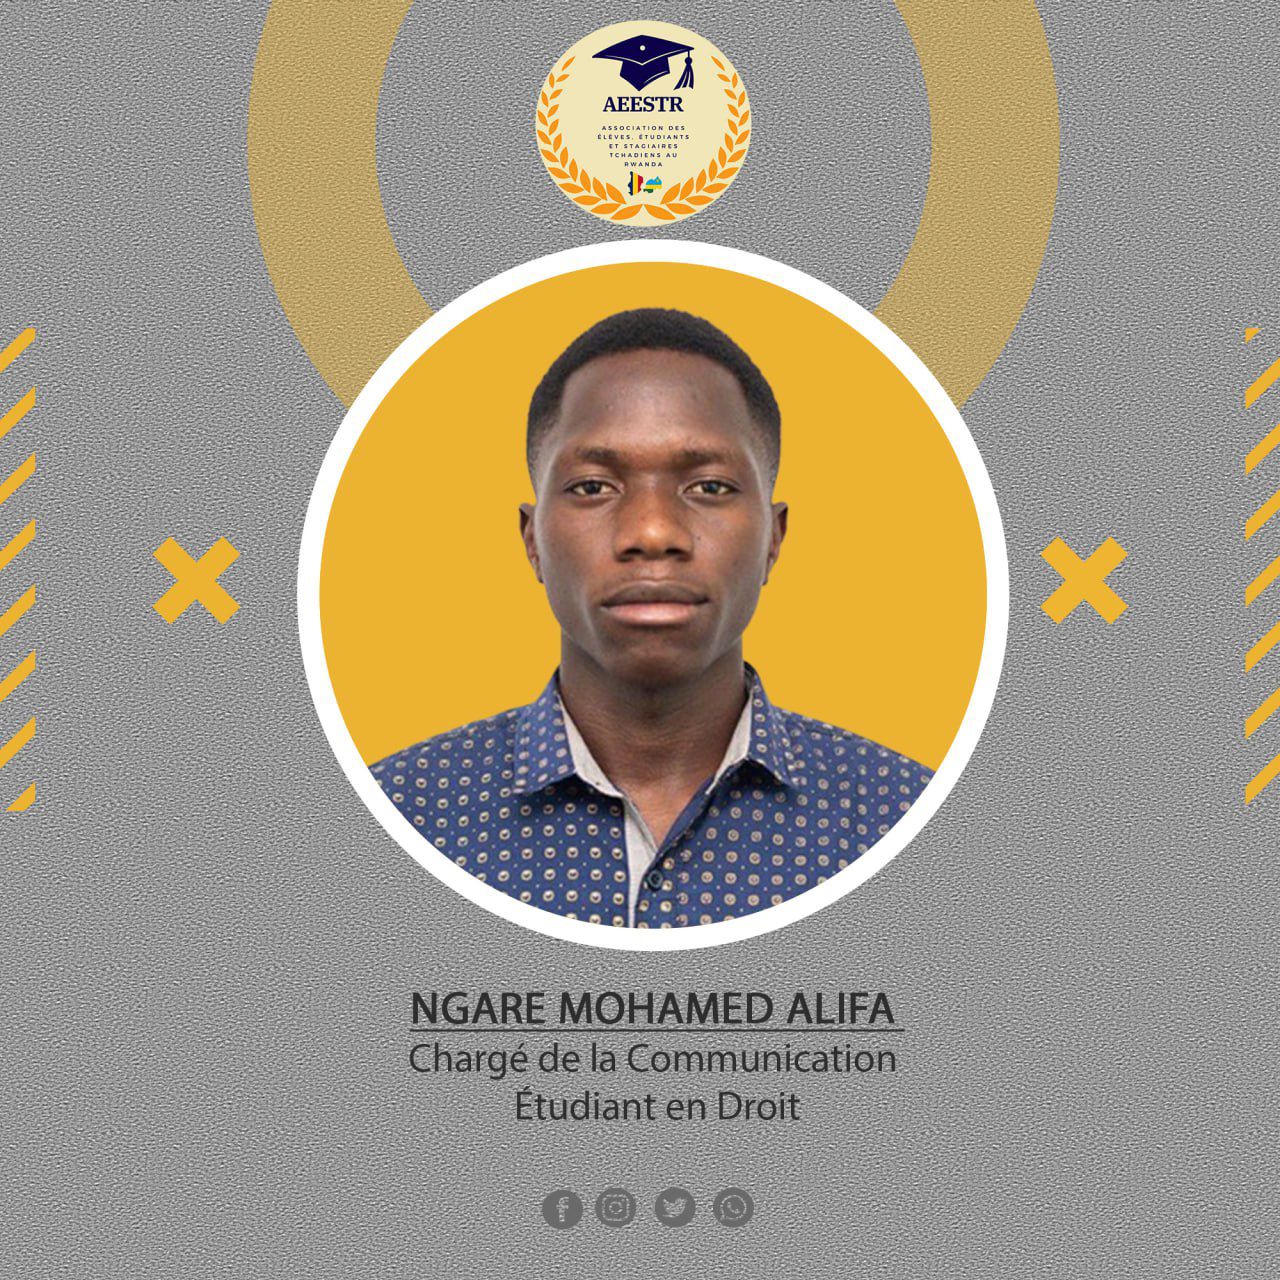 AEESTR
ASSOCIATION DES
ÉLÈVES, ÉTUDIANTS
ET STAGIAIRES
TCHADIENS AU
RWANDA
NGARE MOHAMED ALIFA
Chargé de la Communication
Étudiant en Droit